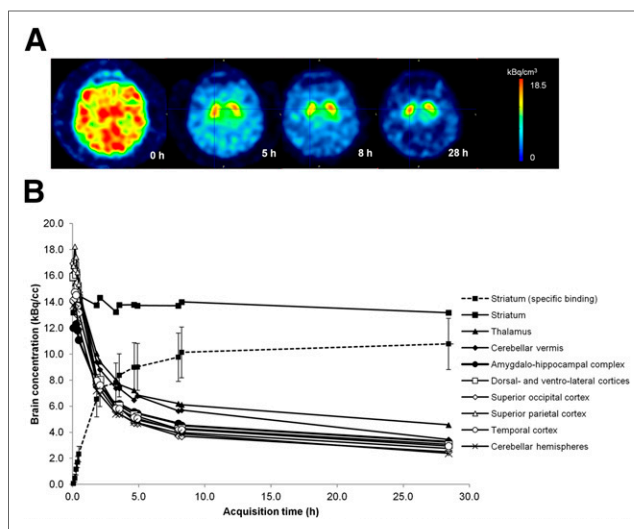 A
kBq/cm³
18.5
0
0 h
5 h
8 h
28 h
B
20.0
18.0
16.0
14.0
12.0
10.0
8.0
6.0
4.0
2.0
0.0
Brain concentration (kBq/cc)
0.0
5.0
10.0
15.0
20.0
25.0
30.0
Acquisition time (h)
Striatum (specific binding)
Striatum
Thalamus
Cerebellar vermis
Amygdalo-hippocampal complex
Dorsal- and ventro-lateral cortices
Superior occipital cortex
Superior parietal cortex
Temporal cortex
Cerebellar hemispheres